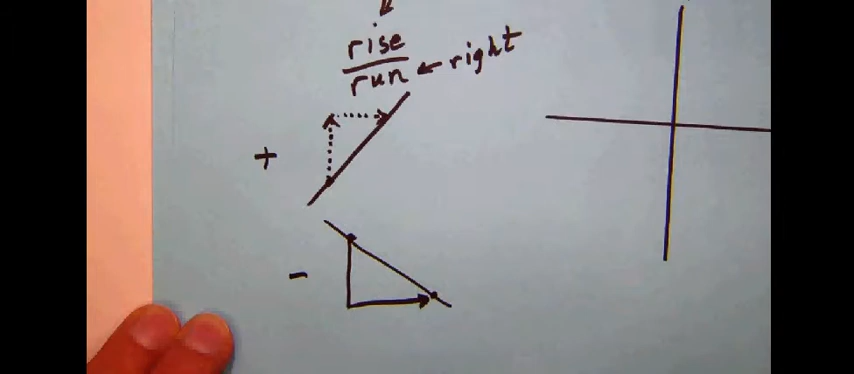 rise
run ← right
+
-